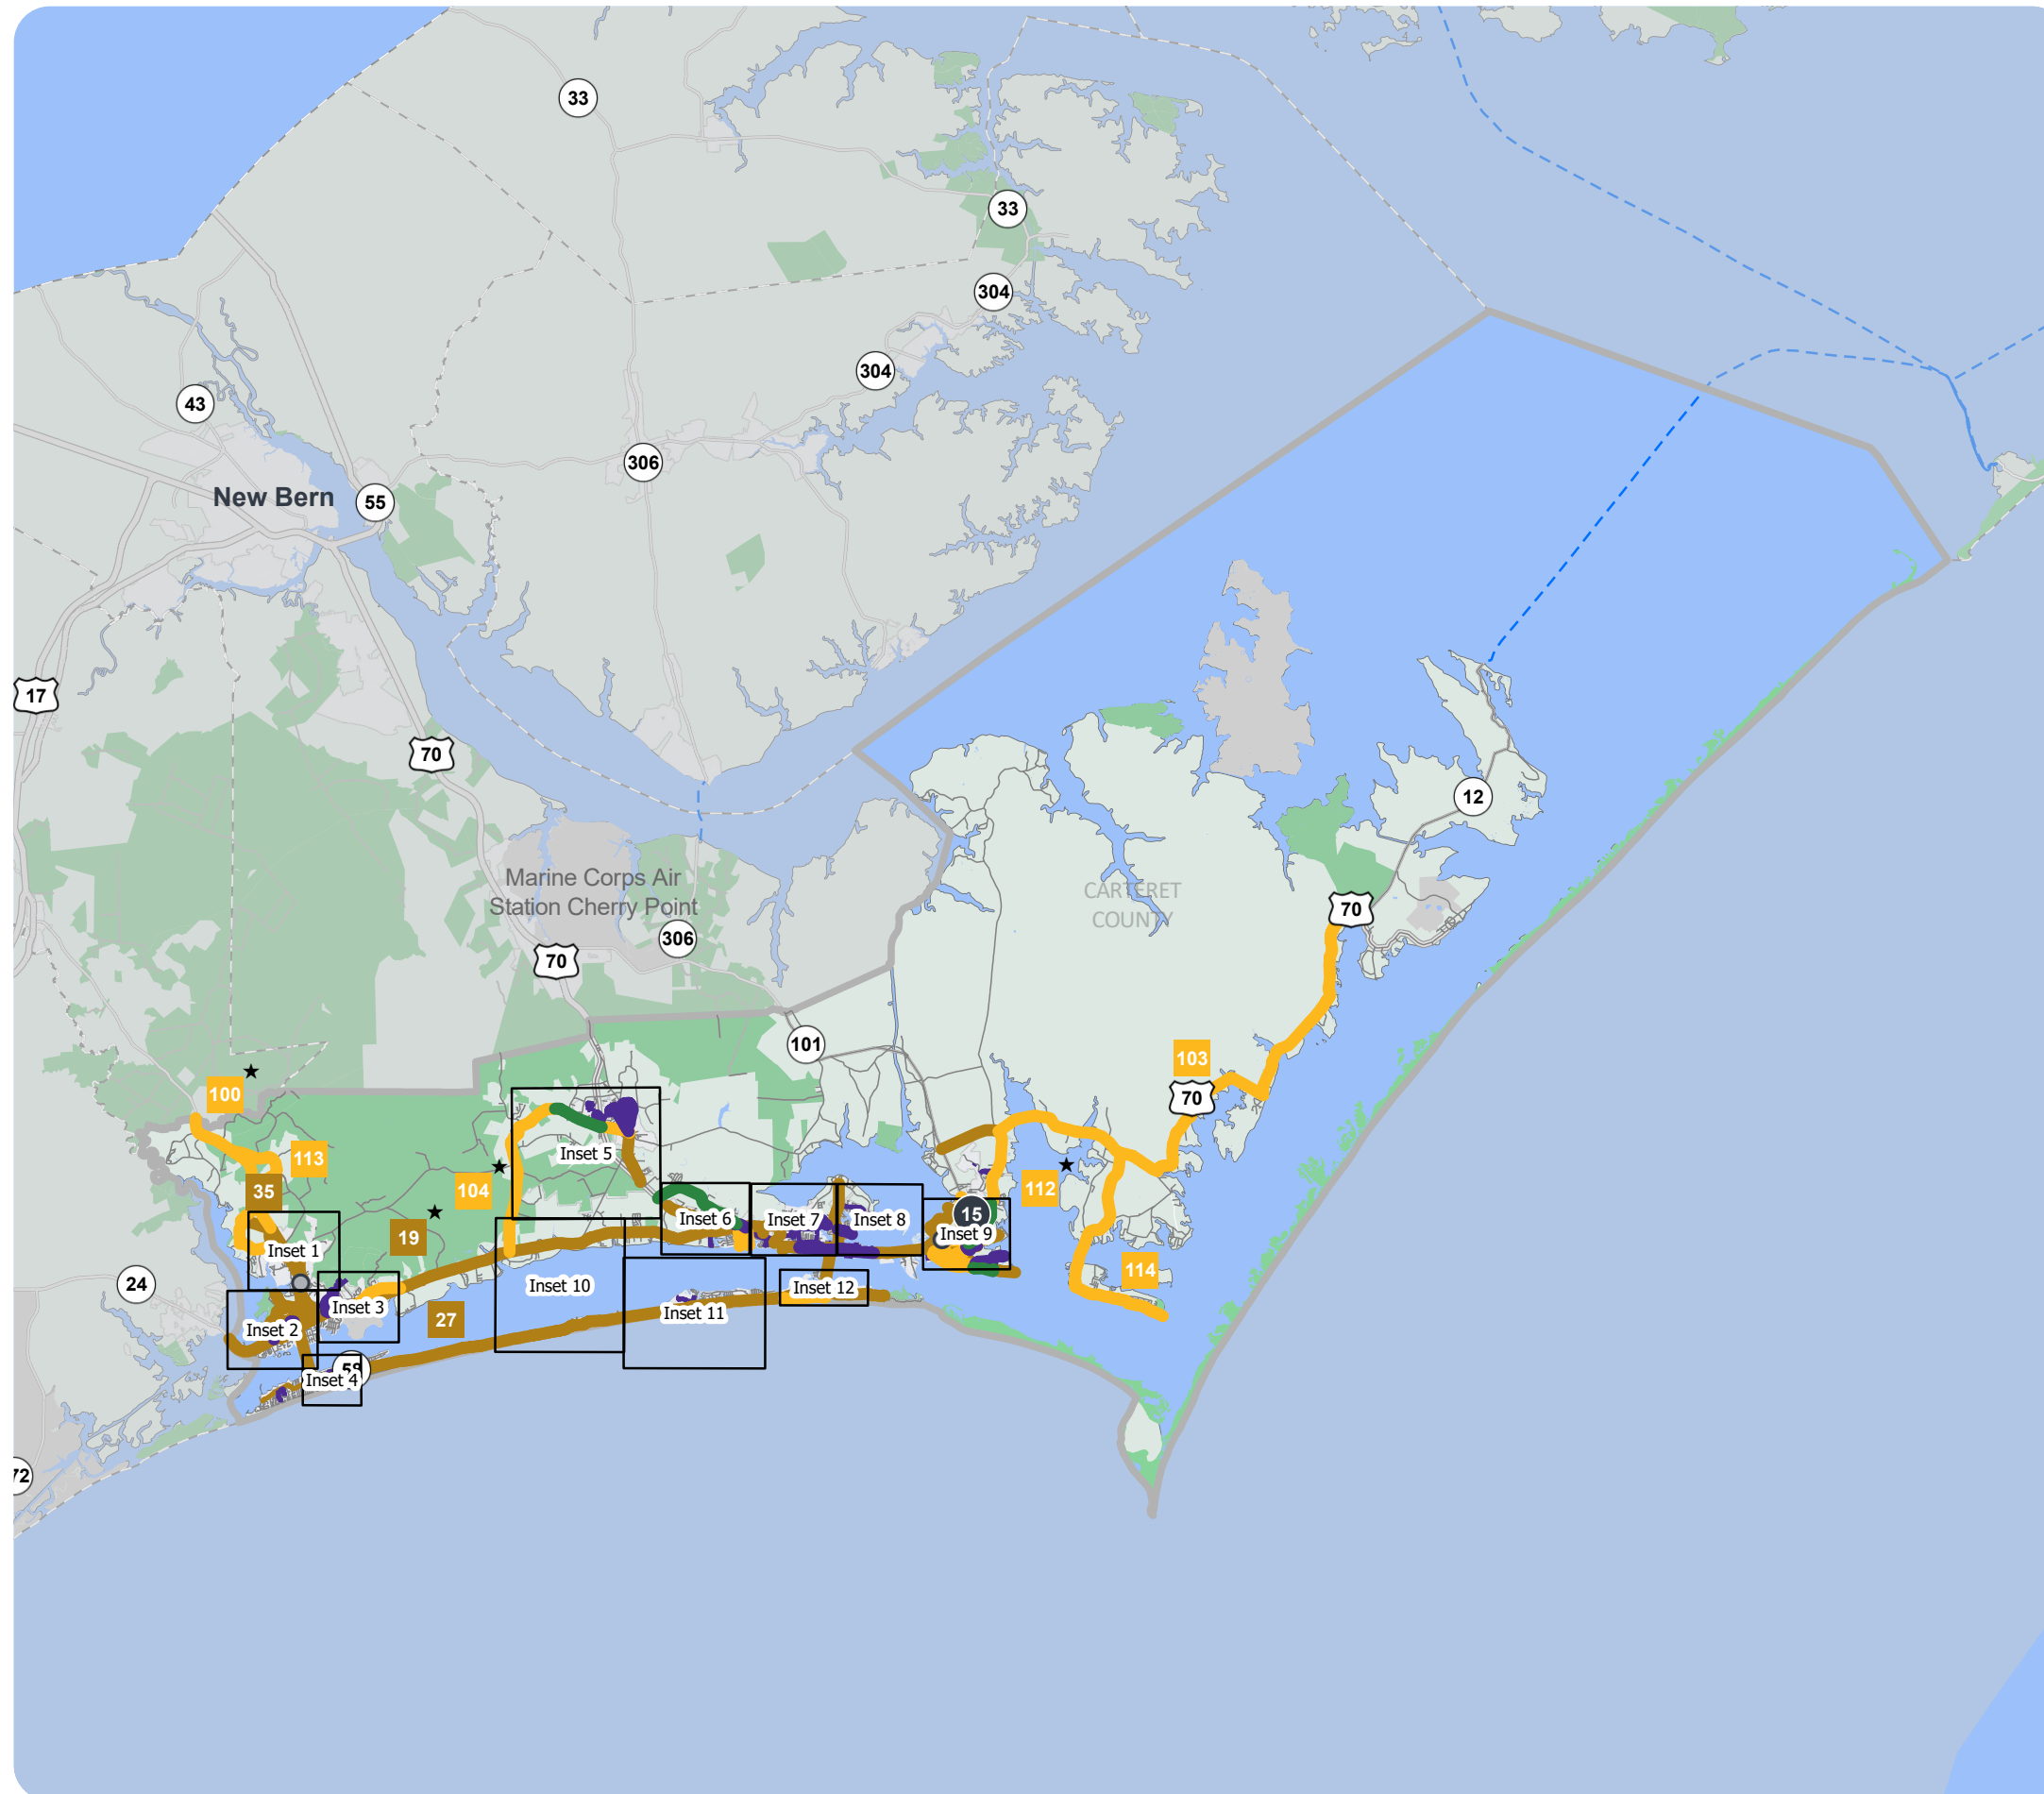 33
33
304
304
43
306
New Bern
55
17
70
12
Marine Corps Air
Station Cherry Point
CARTERET
COUNTY
70
306
70
101
103
100
70
Inset 5
113
112
35
104
15
Inset 6
Inset 7
Inset 8
Inset 9
19
Inset 1
114
24
Inset 10
Inset 12
Inset 3
Inset 11
27
Inset 2
58
Inset 4
72